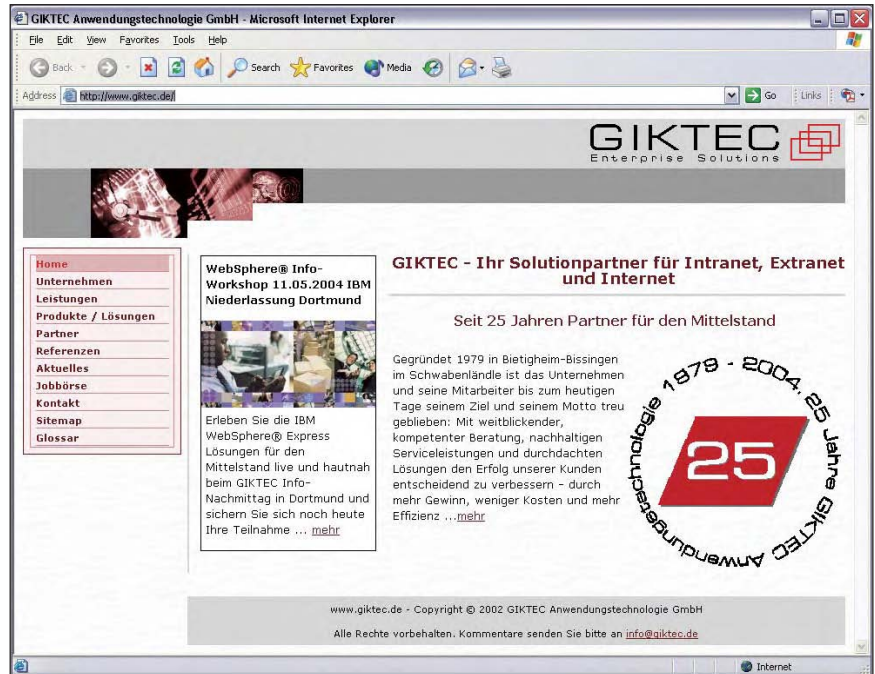 GIKTEC Anwendungstechnologie GmbH - Microsoft Internet Explorer
File Edit View Favorites Tools Help
Back Search Favorites Media
Address http://www.giktec.de/ Go Links
GIKTEC
Enterprise Solutions
Home
Unternehmen
Leistungen
Produkte / Lösungen
Partner
Referenzen
Aktuelles
Jobbörse
Kontakt
Sitemap
Glossar
WebSphere® Info-
Workshop 11.05.2004 IBM
Niederlassung Dortmund
Erleben Sie die IBM
WebSphere® Express
Lösungen für den
Mittelstand live und hautnah
beim GIKTEC Info-
Nachmittag in Dortmund und
sichern Sie sich noch heute
Ihre Teilnahme ... mehr
GIKTEC - Ihr Solutionpartner für Intranet, Extranet
und Internet
Seit 25 Jahren Partner für den Mittelstand
Gegründet 1979 in Bietigheim-Bissingen
im Schwabenländle ist das Unternehmen
und seine Mitarbeiter bis zum heutigen
Tage seinem Ziel und seinem Motto treu
geblieben: Mit weitblickender,
kompetenter Beratung, nachhaltigen
Serviceleistungen und durchdachten
Lösungen den Erfolg unserer Kunden
entscheidend zu verbessern - durch
mehr Gewinn, weniger Kosten und mehr
Effizienz ...mehr
1979 - 2004, 25 Jahre GIKTEC Anwendungstechnologie
25
www.giktec.de - Copyright © 2002 GIKTEC Anwendungstechnologie GmbH
Alle Rechte vorbehalten. Kommentare senden Sie bitte an info@giktec.de
Internet